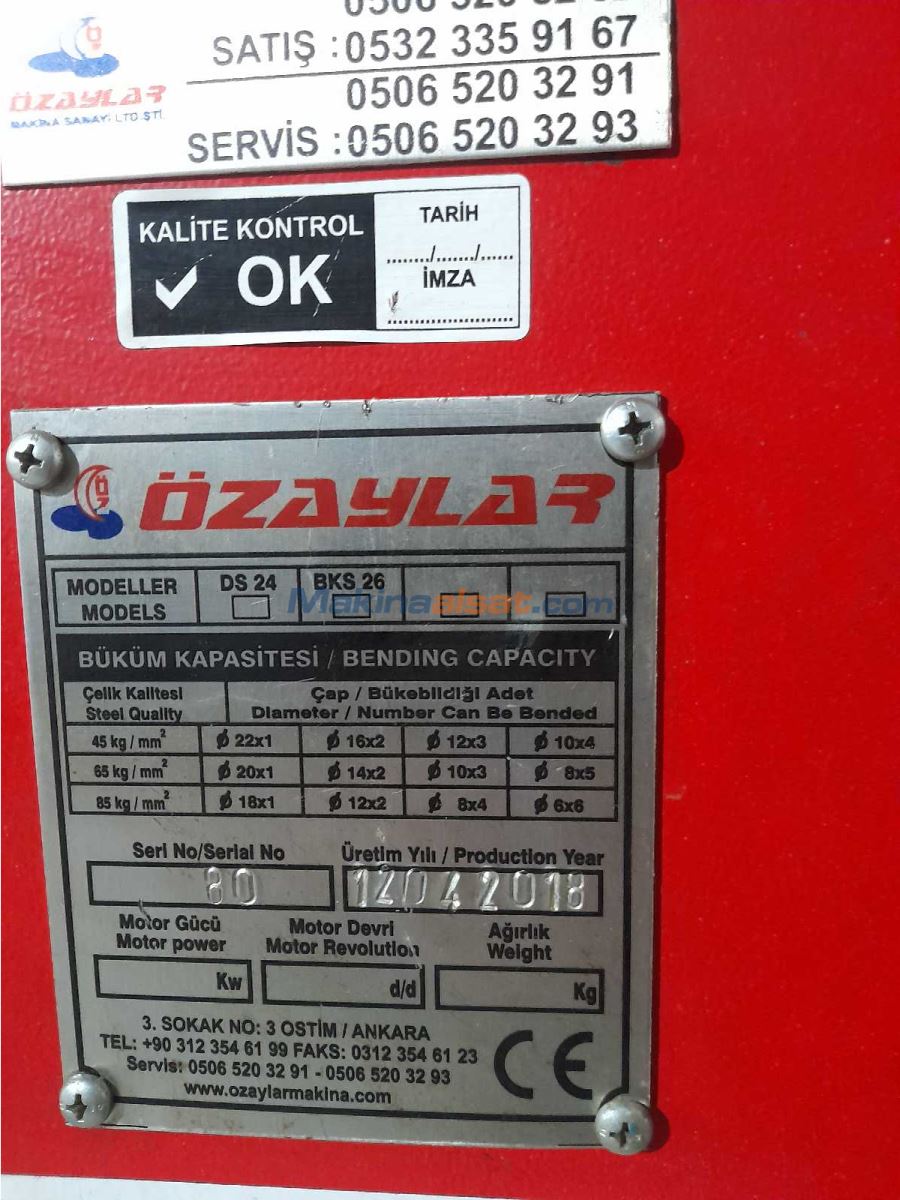 SATIŞ : 0532 335 91 67
0506 520 32 91
SERVİS : 0506 520 32 93
ÖZAYLAR
MAKİNA SANAYİ LTD ŞTİ.
KALİTE KONTROL
✓ OK
TARİH
....../....../......
İMZA
ÖZAYLAR
MODELLER DS 24 BKS 26
MODELS
Makinaalsat.com
BÜKÜM KAPASİTESİ / BENDING CAPACITY
Çelik Kalitesi Çap / Bükebildiği Adet
Steel Quality Diameter / Number Can Be Bended
45 kg / mm² ϕ 22x1 ϕ 16x2 ϕ 12x3 ϕ 10x4
65 kg / mm² ϕ 20x1 ϕ 14x2 ϕ 10x3 ϕ 8x5
85 kg / mm² ϕ 18x1 ϕ 12x2 ϕ 8x4 ϕ 6x6
Seri No/Serial No Üretim Yılı / Production Year
80 12042018
Motor Gücü Motor Devri Ağırlık
Motor power Motor Revolution Weight
Kw d/d Kg
3. SOKAK NO: 3 OSTİM / ANKARA
TEL: +90 312 354 61 99 FAKS: 0312 354 61 23
Servis: 0506 520 32 91 - 0506 520 32 93
www.ozaylarmakina.com
CE